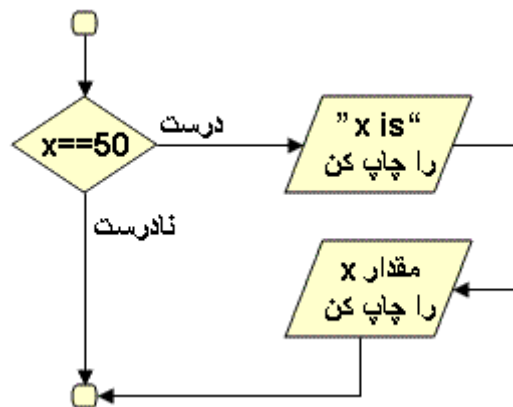 x==50
درست
“x is”
را چاپ کن
نادرست
مقدار x
را چاپ کن